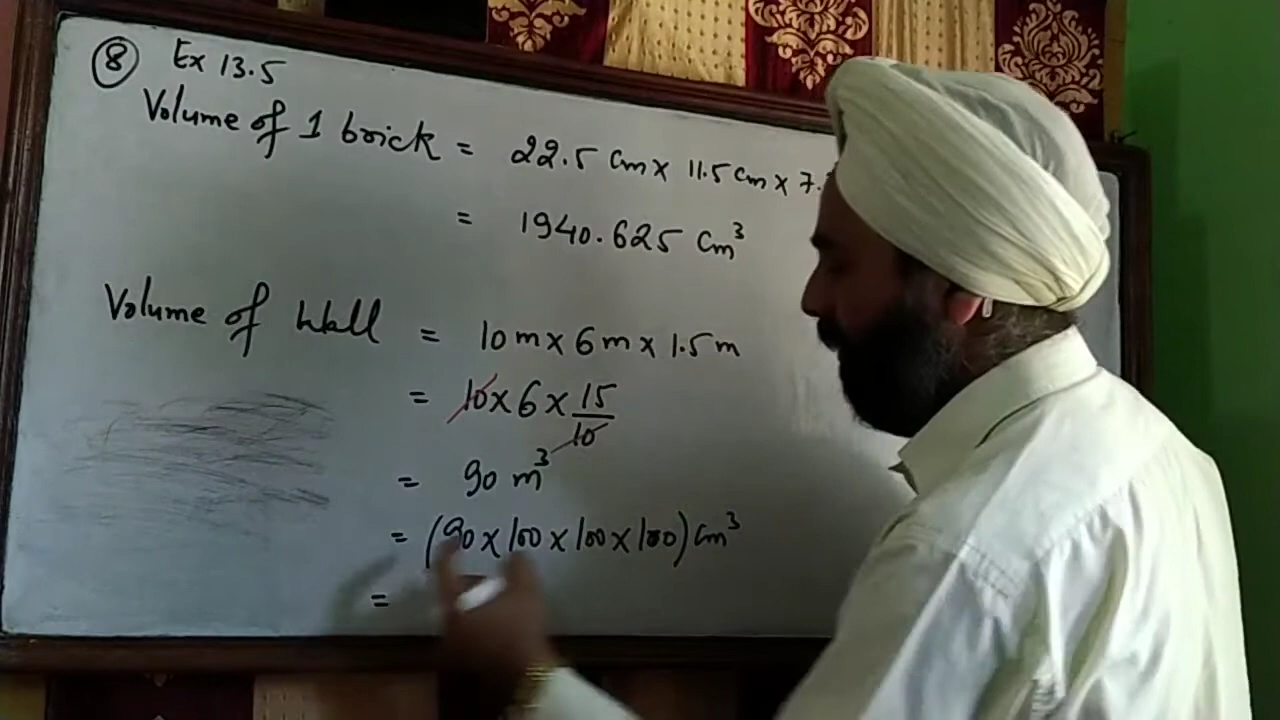 ⑧ Ex 13.5
Volume of 1 brick = 22.5 cm x 11.5 cm x 7.
= 1940.625 cm³
Volume of Wall = 10 m x 6 m x 1.5 m
= 10 x 6 x 15/10
= 90 m³
= (90 x 100 x 100 x 100) cm³
=